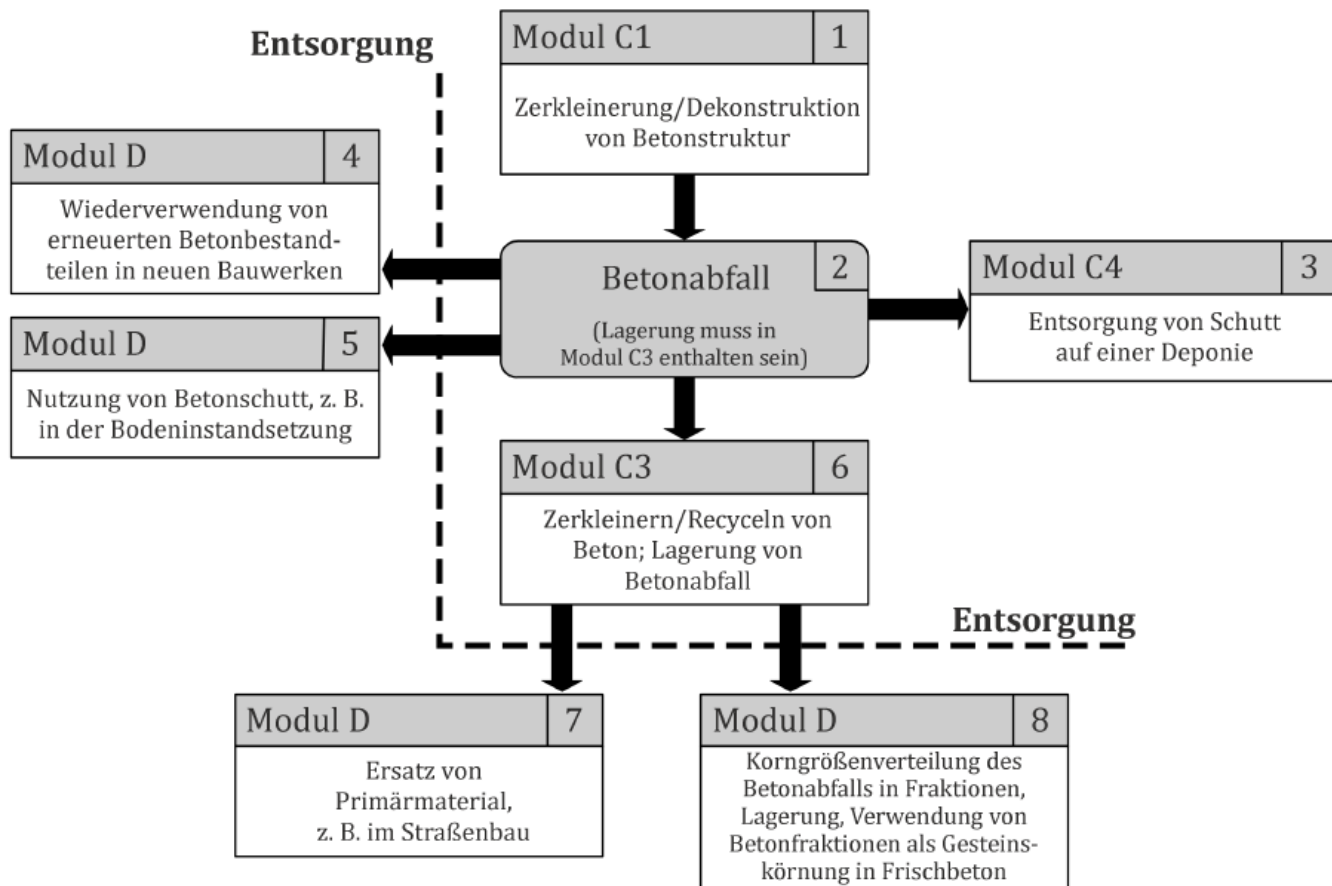 Entsorgung
Modul C1 1
Zerkleinerung/Dekonstruktion
von Betonstruktur
Modul D 4
Wiederverwendung von
erneuerten Betonbestand-
teilen in neuen Bauwerken
Betonabfall 2
(Lagerung muss in
Modul C3 enthalten sein)
Modul C4 3
Entsorgung von Schutt
auf einer Deponie
Modul D 5
Nutzung von Betonschutt, z. B.
in der Bodeninstandsetzung
Modul C3 6
Zerkleinern/Recyceln von
Beton; Lagerung von
Betonabfall
Entsorgung
Modul D 7
Ersatz von
Primärmaterial,
z. B. im Straßenbau
Modul D 8
Korngrößenverteilung des
Betonabfalls in Fraktionen,
Lagerung, Verwendung von
Betonfraktionen als Gesteins-
körnung in Frischbeton